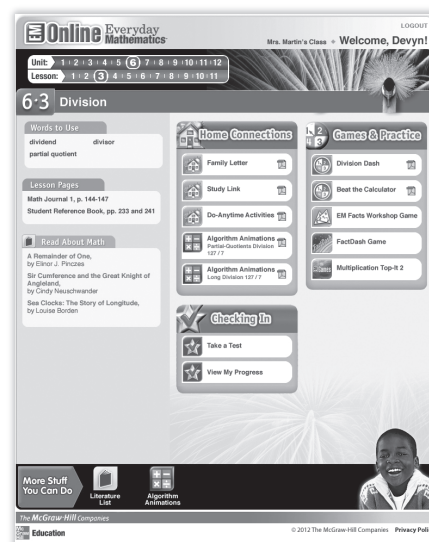 EM Online Everyday Mathematics
LOGOUT
Mrs. Martin's Class Welcome, Devyn!
Unit: 1 2 3 4 5 6 7 8 9 10 11 12
Lesson: 1 2 3 4 5 6 7 8 9 10 11
6·3 Division
Words to Use
dividend divisor
partial quotient
Lesson Pages
Math Journal 1, p. 144-147
Student Reference Book, pp. 233 and 241
Read About Math
A Remainder of One,
by Elinor J. Pinczes
Sir Cumference and the Great Knight of
Angleland,
by Cindy Neuschwander
Sea Clocks: The Story of Longitude,
by Louise Borden
Home Connections
Family Letter
Study Link
Do-Anytime Activities
Algorithm Animations
Partial-Quotients Division
127 / 7
Algorithm Animations
Long Division 127 / 7
Checking In
Take a Test
View My Progress
Games & Practice
Division Dash
Beat the Calculator
EM Facts Workshop Game
FactDash Game
Multiplication Top-It 2
More Stuff
You Can Do
Literature
List
Algorithm
Animations
The McGraw-Hill Companies
Education
© 2012 The McGraw-Hill Companies Privacy Poli